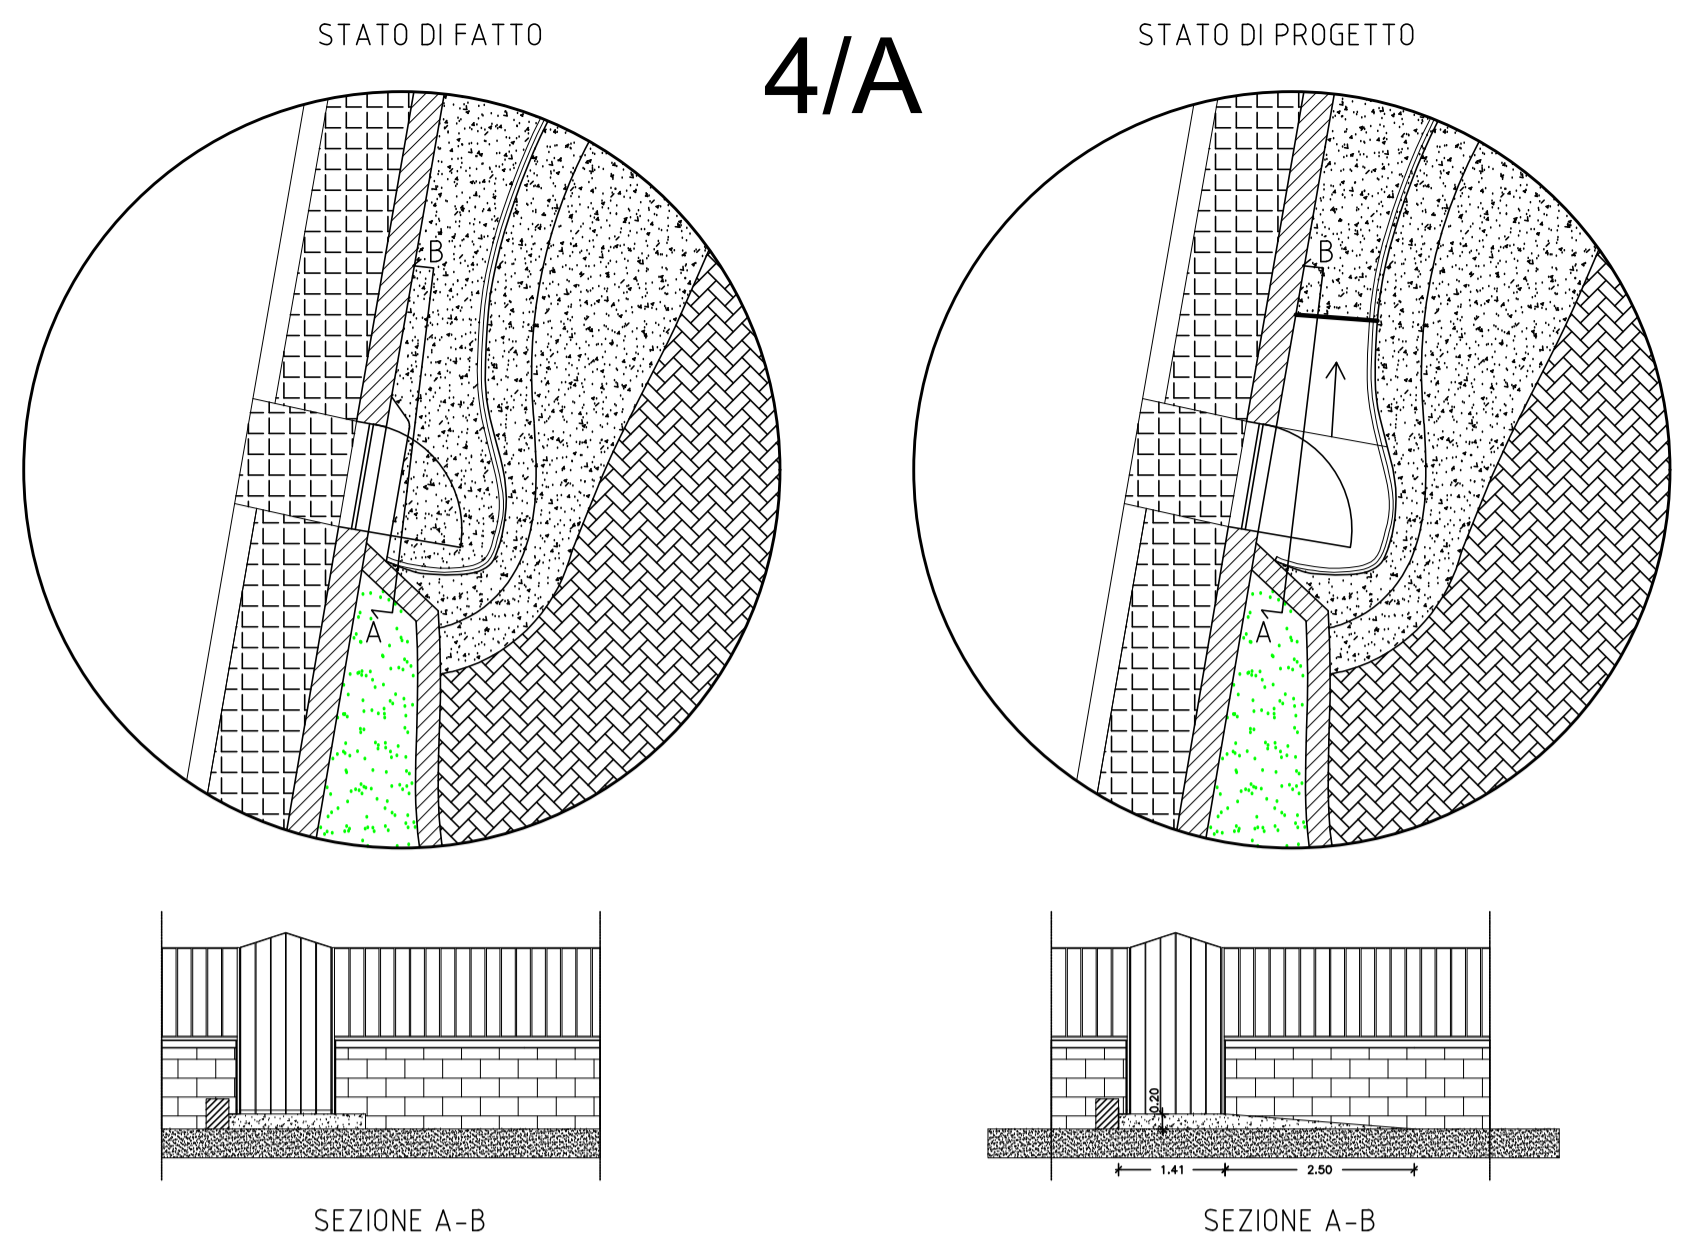 STATO DI FATTO
4/A
STATO DI PROGETTO
B
A
B
A
0.20
1.41
2.50
SEZIONE A-B
SEZIONE A-B